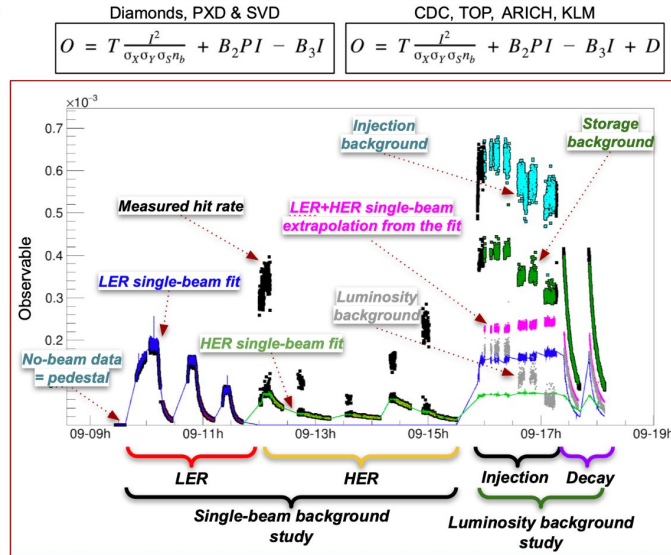 Diamonds, PXD & SVD
CDC, TOP, ARICH, KLM
O = T I²/(σ_Xσ_Yσ_Sn_b) + B₂PI − B₃I
O = T I²/(σ_Xσ_Yσ_Sn_b) + B₂PI − B₃I + D
×10⁻³
0.7
0.6
0.5
0.4
0.3
0.2
Observable
Injection
background
Storage
background
Measured hit rate
LER+HER single-beam
extrapolation from the fit
LER single-beam fit
Luminosity
background
HER single-beam fit
No-beam data
= pedestal
09-09h
09-11h
09-13h
09-15h
09-17h
09-19h
LER
HER
Injection
Decay
Single-beam background
study
Luminosity background
study